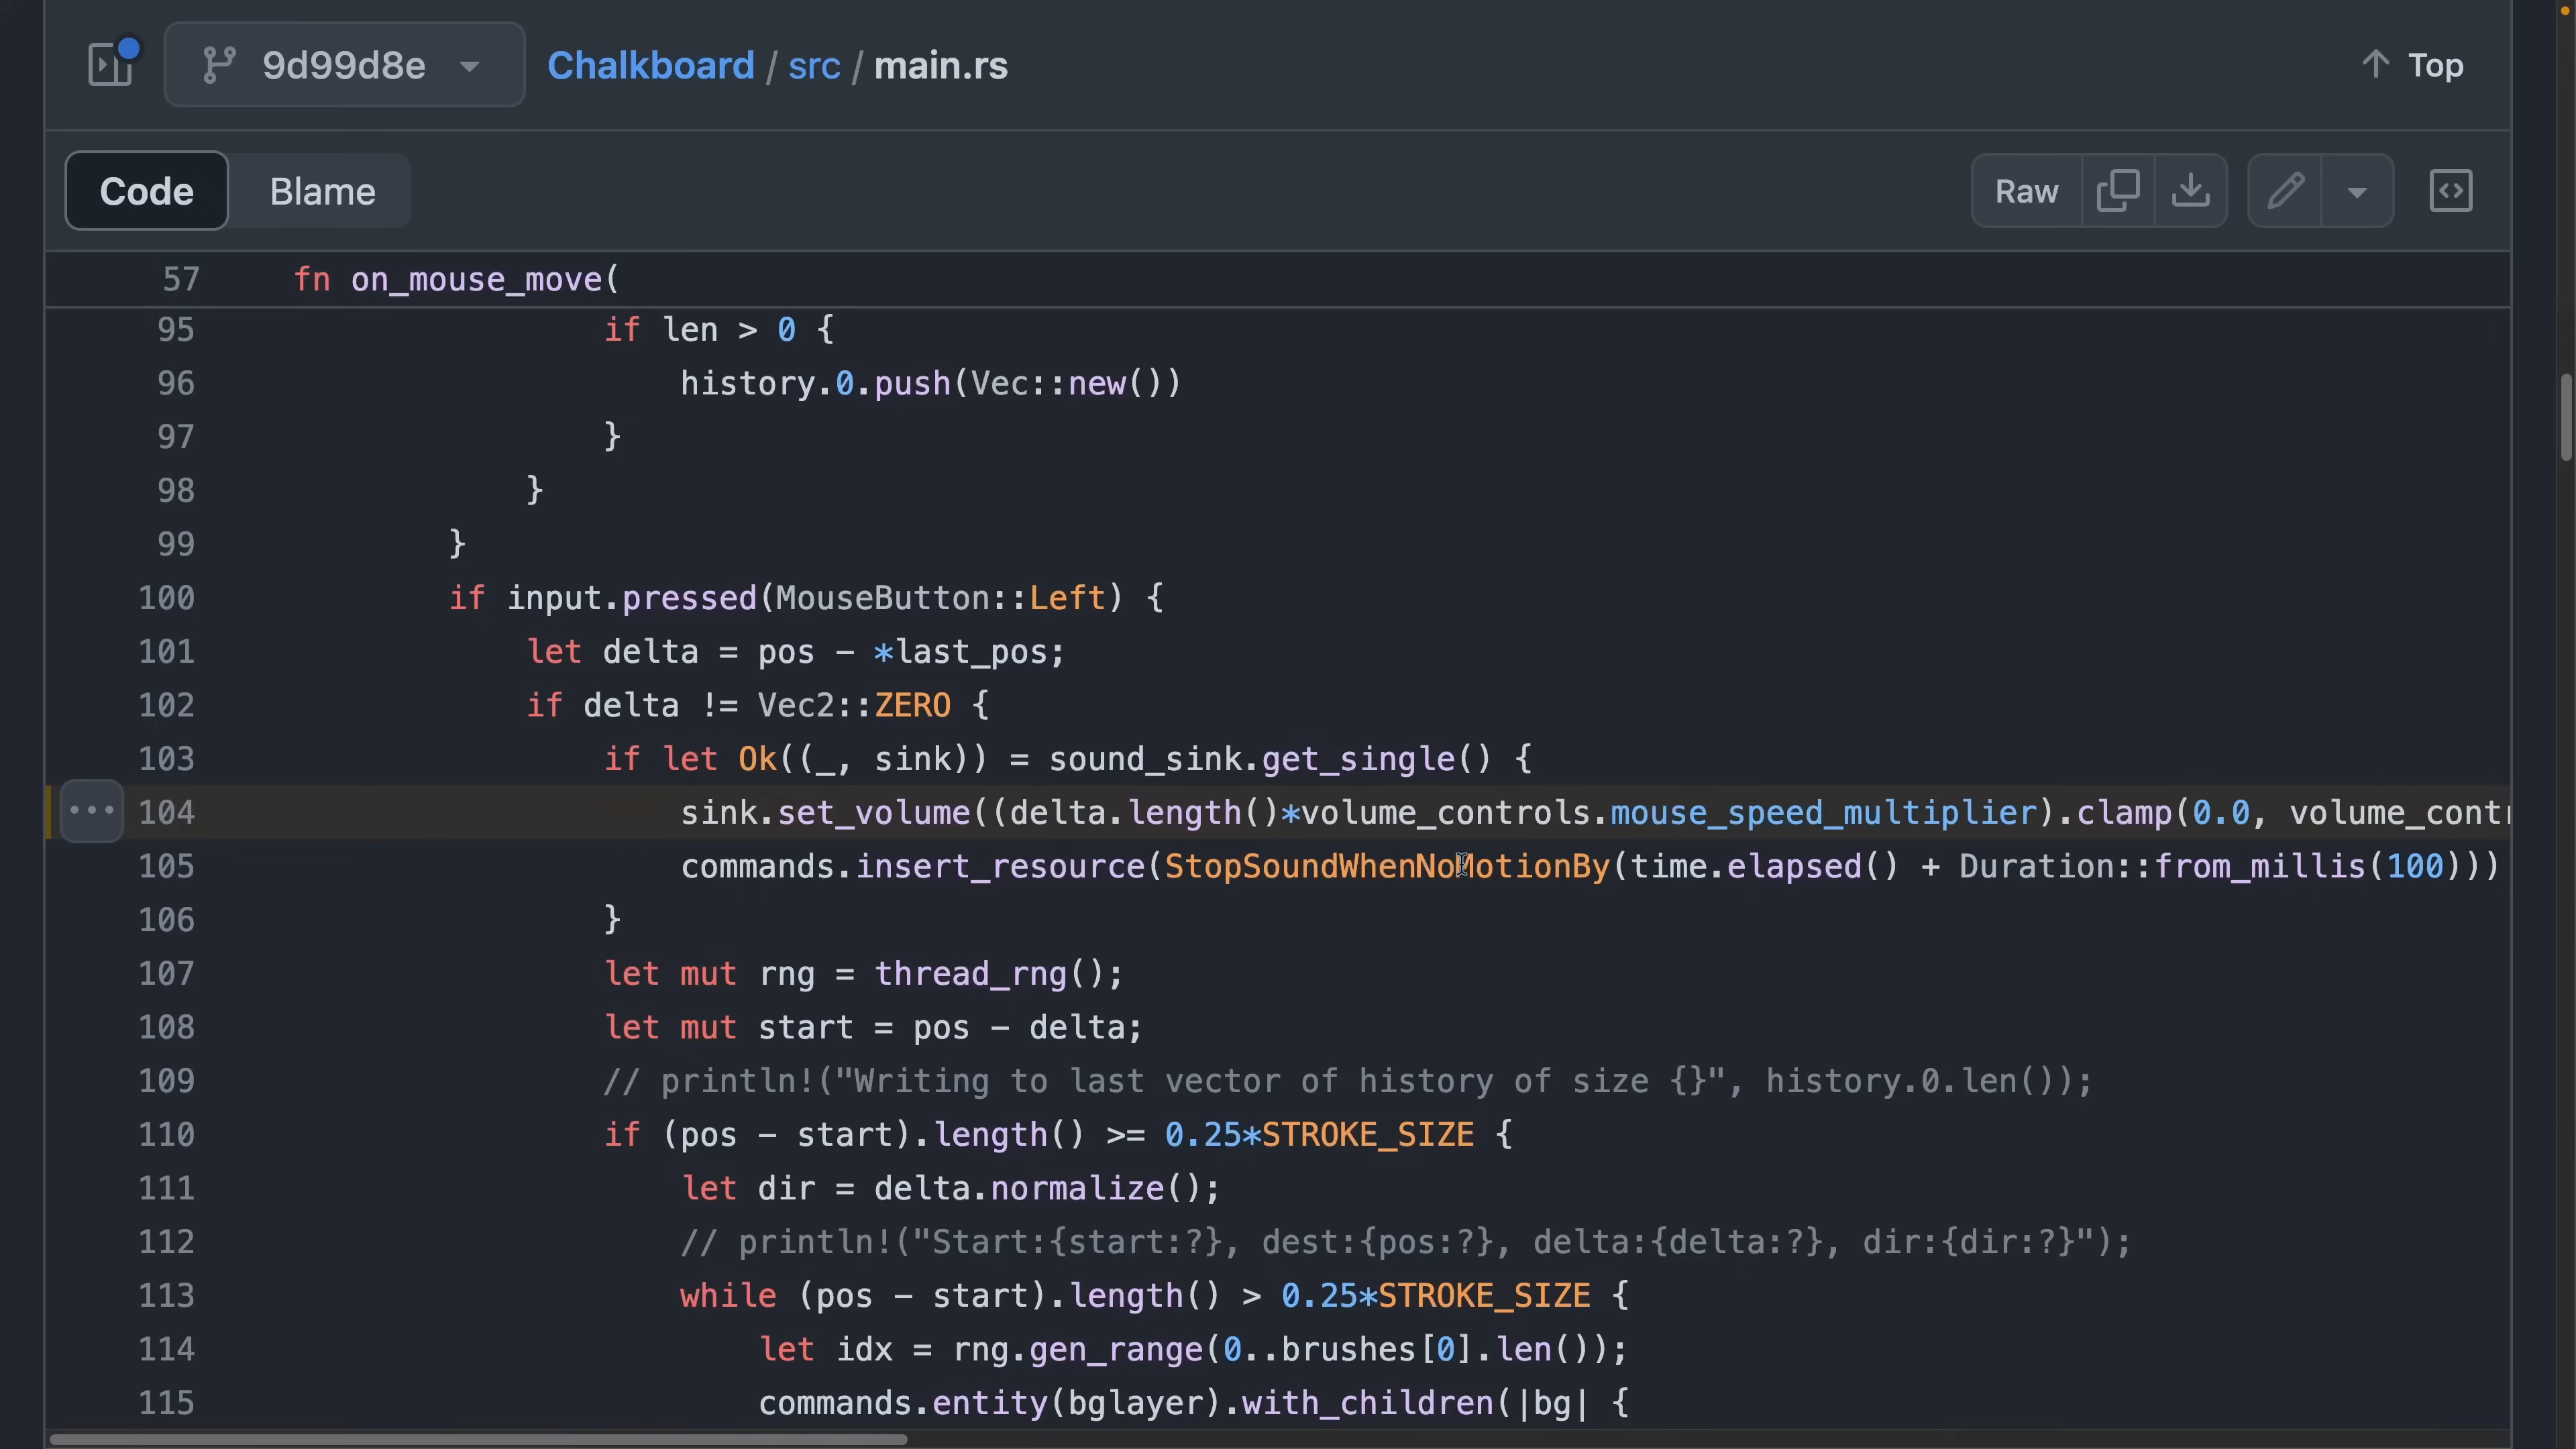 9d99d8e Chalkboard / src / main.rs Top
Code Blame Raw
57 fn on_mouse_move(
95 if len > 0 {
96 history.0.push(Vec::new())
97 }
98 }
99 }
100 if input.pressed(MouseButton::Left) {
101 let delta = pos - *last_pos;
102 if delta != Vec2::ZERO {
103 if let Ok((_, sink)) = sound_sink.get_single() {
104 sink.set_volume((delta.length()*volume_controls.mouse_speed_multiplier).clamp(0.0, volume_contr
105 commands.insert_resource(StopSoundWhenNoMotionBy(time.elapsed() + Duration::from_millis(100)))
106 }
107 let mut rng = thread_rng();
108 let mut start = pos - delta;
109 // println!("Writing to last vector of history of size {}", history.0.len());
110 if (pos - start).length() >= 0.25*STROKE_SIZE {
111 let dir = delta.normalize();
112 // println!("Start:{start:?}, dest:{pos:?}, delta:{delta:?}, dir:{dir:?}");
113 while (pos - start).length() > 0.25*STROKE_SIZE {
114 let idx = rng.gen_range(0..brushes[0].len());
115 commands.entity(bglayer).with_children(|bg| {